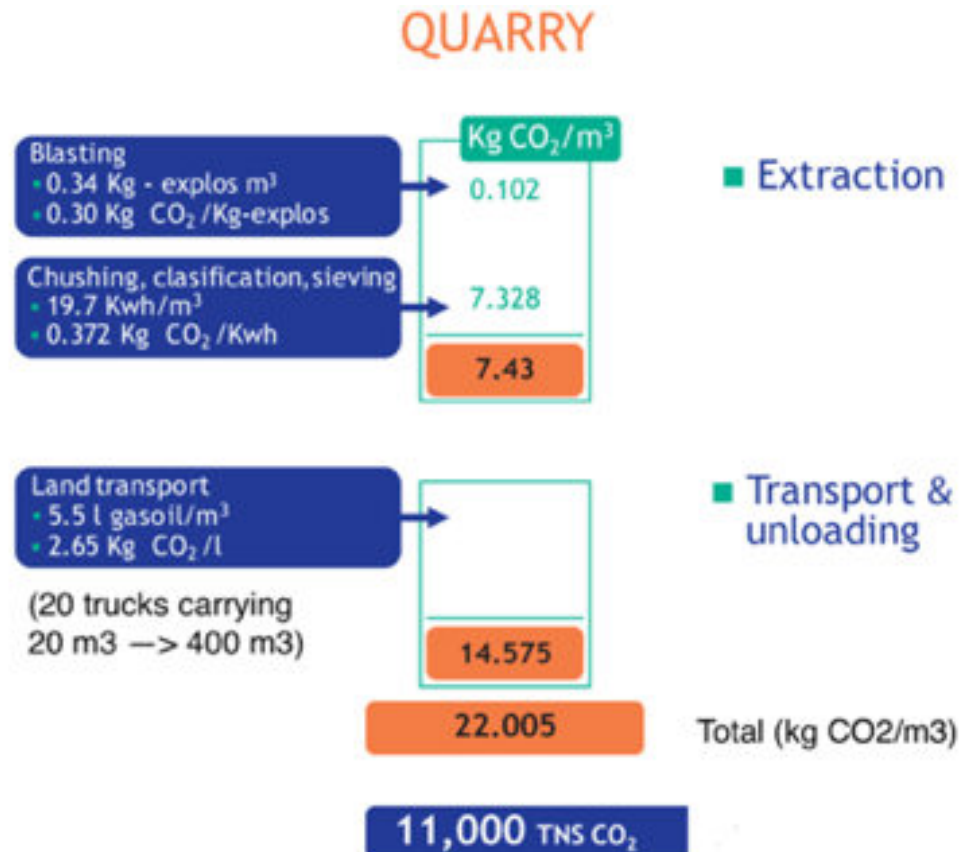 QUARRY
Kg CO₂/m³
Blasting
▪ 0.34 Kg - explos m³
▪ 0.30 Kg CO₂/Kg-explos
0.102
■ Extraction
Chushing, clasification, sieving
▪ 19.7 Kwh/m³
▪ 0.372 Kg CO₂/Kwh
7.328
7.43
Land transport
▪ 5.5 l gasoil/m³
▪ 2.65 Kg CO₂/l
■ Transport &
unloading
(20 trucks carrying
20 m3 —> 400 m3)
14.575
22.005
Total (kg CO2/m3)
11,000 TNS CO₂